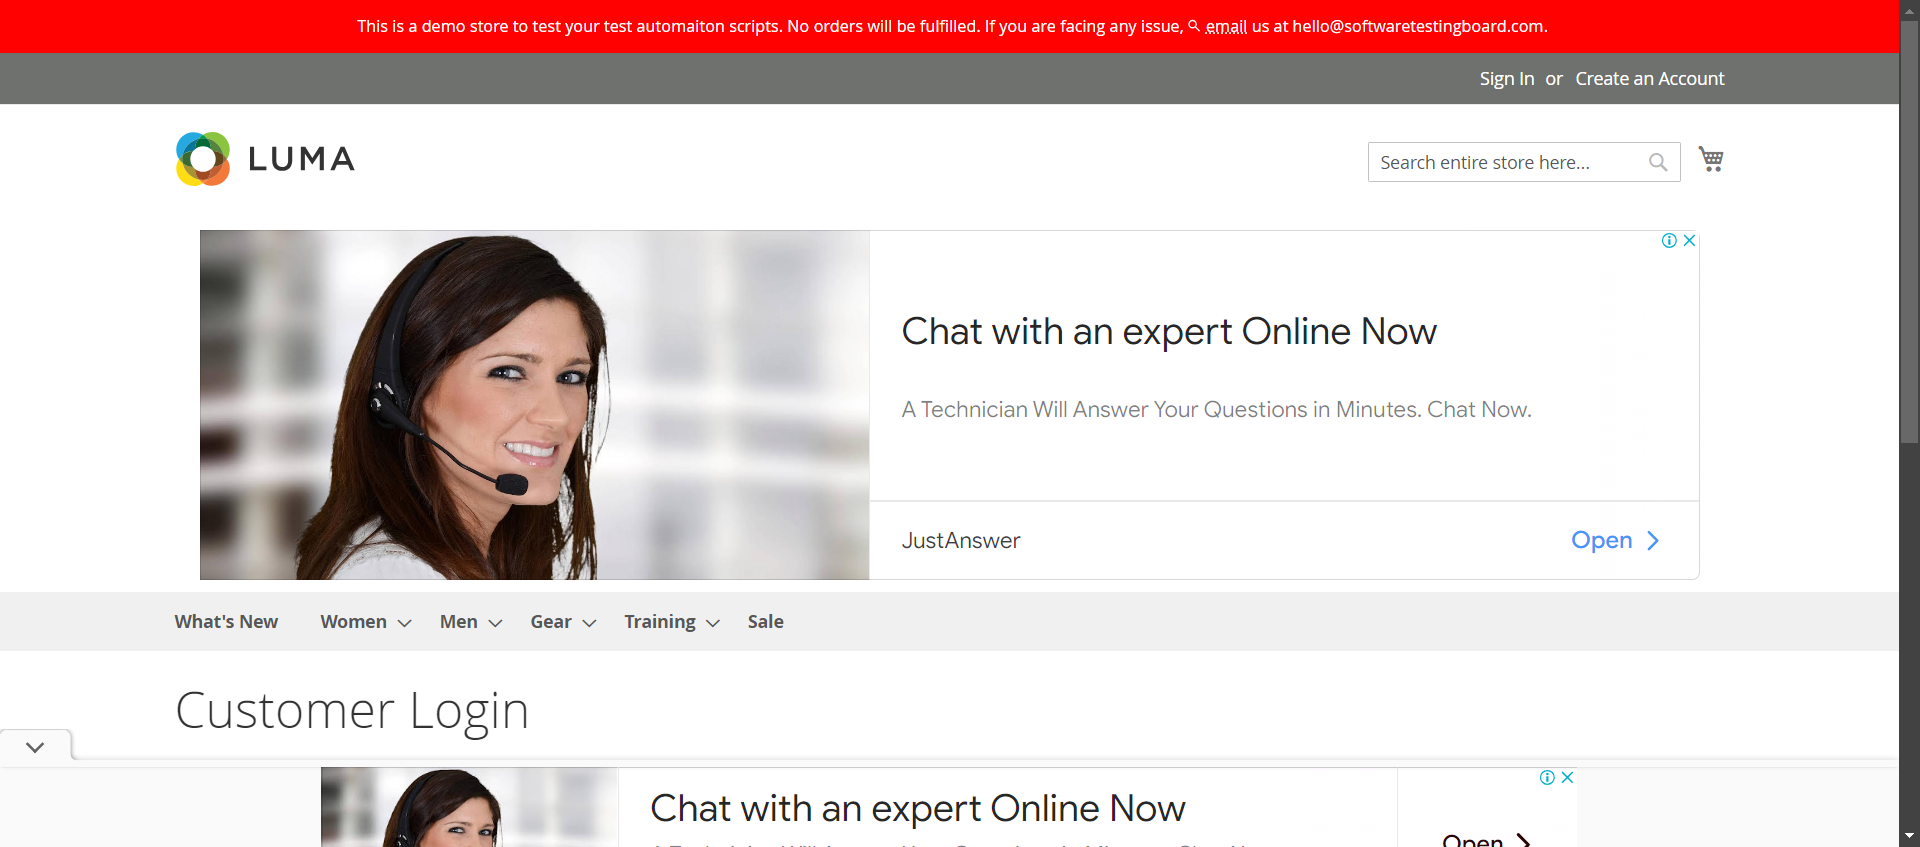 This is a demo store to test your test automaiton scripts. No orders will be fulfilled. If you are facing any issue, email us at hello@softwaretestingboard.com.
Sign In or Create an Account
LUMA
Search entire store here...
Chat with an expert Online Now
A Technician Will Answer Your Questions in Minutes. Chat Now.
JustAnswer
Open
What's New Women Men Gear Training Sale
Customer Login
Chat with an expert Online Now
Open